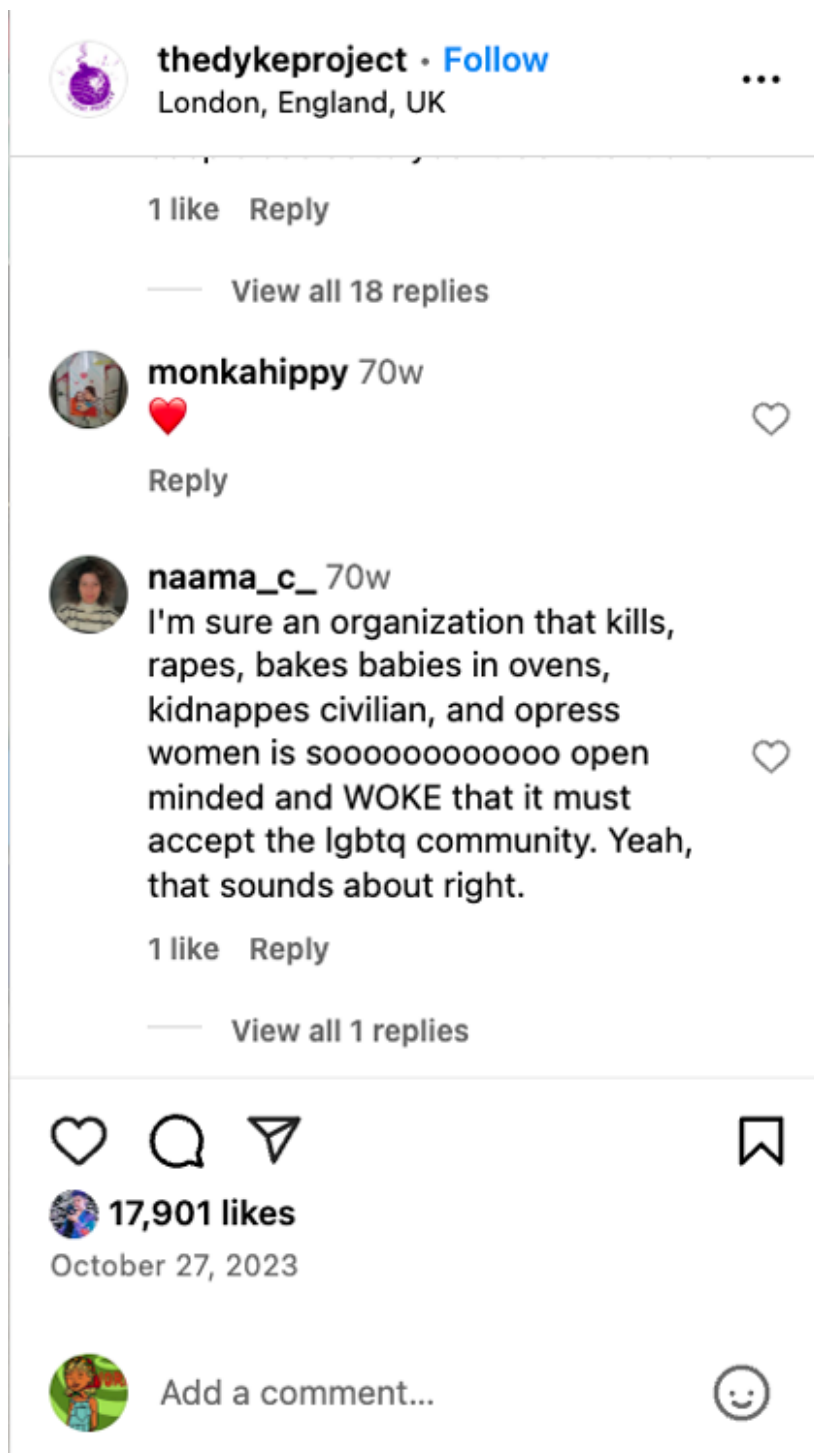 thedykeproject • Follow
London, England, UK
1 like Reply
View all 18 replies
monkahippy 70w
❤️
Reply
naama_c_ 70w
I'm sure an organization that kills,
rapes, bakes babies in ovens,
kidnappes civilian, and opress
women is soooooooooooo open
minded and WOKE that it must
accept the lgbtq community. Yeah,
that sounds about right.
1 like Reply
View all 1 replies
17,901 likes
October 27, 2023
Add a comment...